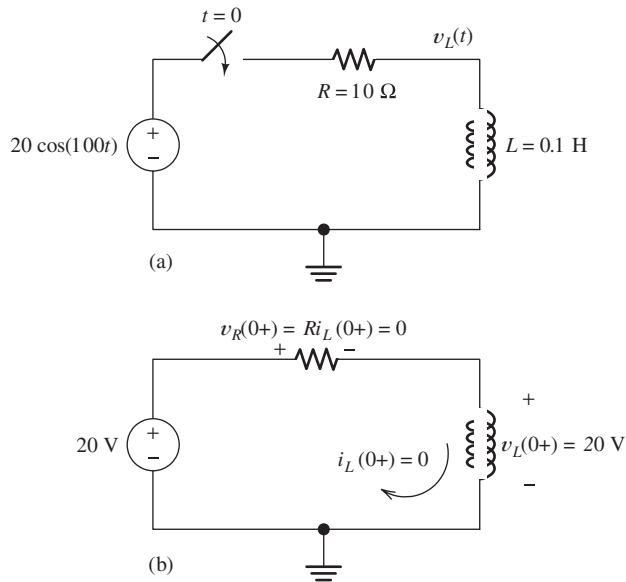 t = 0
v_L(t)
R = 10 Ω
20 cos(100t)
+
−
L = 0.1 H
(a)
v_R(0+) = Ri_L(0+) = 0
+ −
+
20 V
+
−
v_L(0+) = 20 V
i_L(0+) = 0
−
(b)